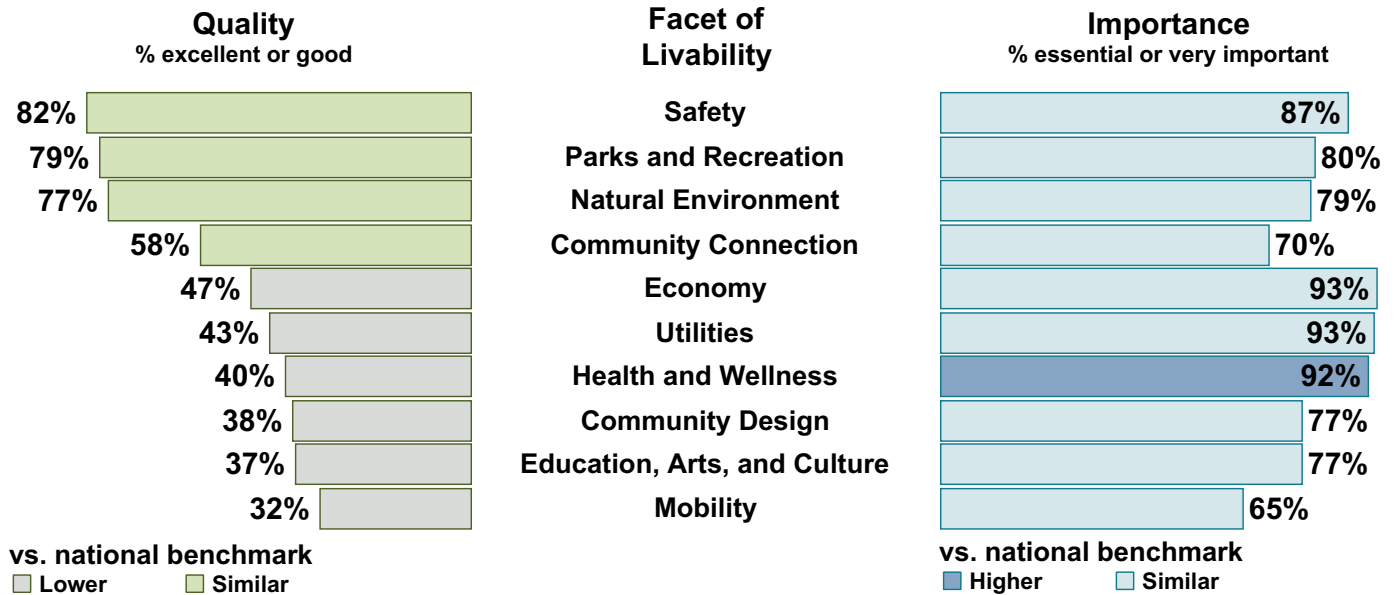 Quality
% excellent or good
Facet of
Livability
Importance
% essential or very important
82% Safety 87%
79% Parks and Recreation 80%
77% Natural Environment 79%
58% Community Connection 70%
47% Economy 93%
43% Utilities 93%
40% Health and Wellness 92%
38% Community Design 77%
37% Education, Arts, and Culture 77%
32% Mobility 65%
vs. national benchmark
Lower Similar
vs. national benchmark
Higher Similar